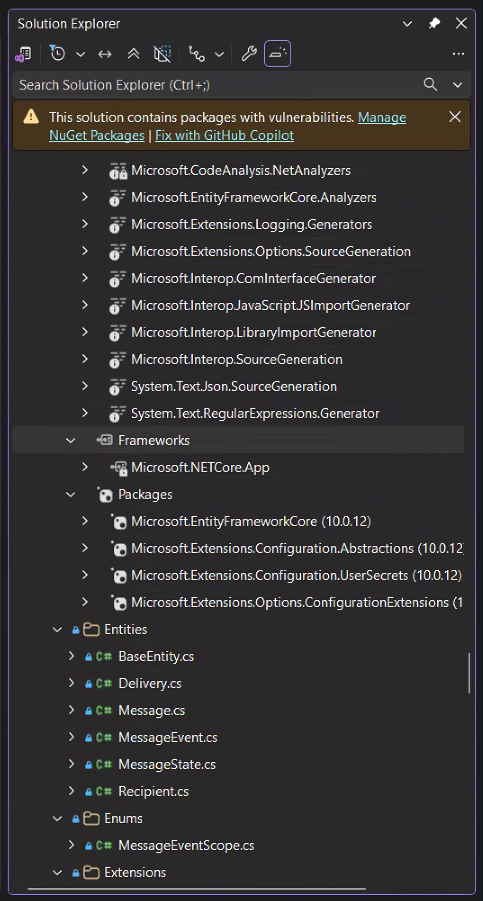 Solution Explorer
Search Solution Explorer (Ctrl+;)
This solution contains packages with vulnerabilities. Manage
NuGet Packages | Fix with GitHub Copilot
Microsoft.CodeAnalysis.NetAnalyzers
Microsoft.EntityFrameworkCore.Analyzers
Microsoft.Extensions.Logging.Generators
Microsoft.Extensions.Options.SourceGeneration
Microsoft.Interop.ComInterfaceGenerator
Microsoft.Interop.JavaScript.JSImportGenerator
Microsoft.Interop.LibraryImportGenerator
Microsoft.Interop.SourceGeneration
System.Text.Json.SourceGeneration
System.Text.RegularExpressions.Generator
Frameworks
Microsoft.NETCore.App
Packages
Microsoft.EntityFrameworkCore (10.0.12)
Microsoft.Extensions.Configuration.Abstractions (10.0.12)
Microsoft.Extensions.Configuration.UserSecrets (10.0.12)
Microsoft.Extensions.Options.ConfigurationExtensions (1
Entities
C# BaseEntity.cs
C# Delivery.cs
C# Message.cs
C# MessageEvent.cs
C# MessageState.cs
C# Recipient.cs
Enums
C# MessageEventScope.cs
Extensions